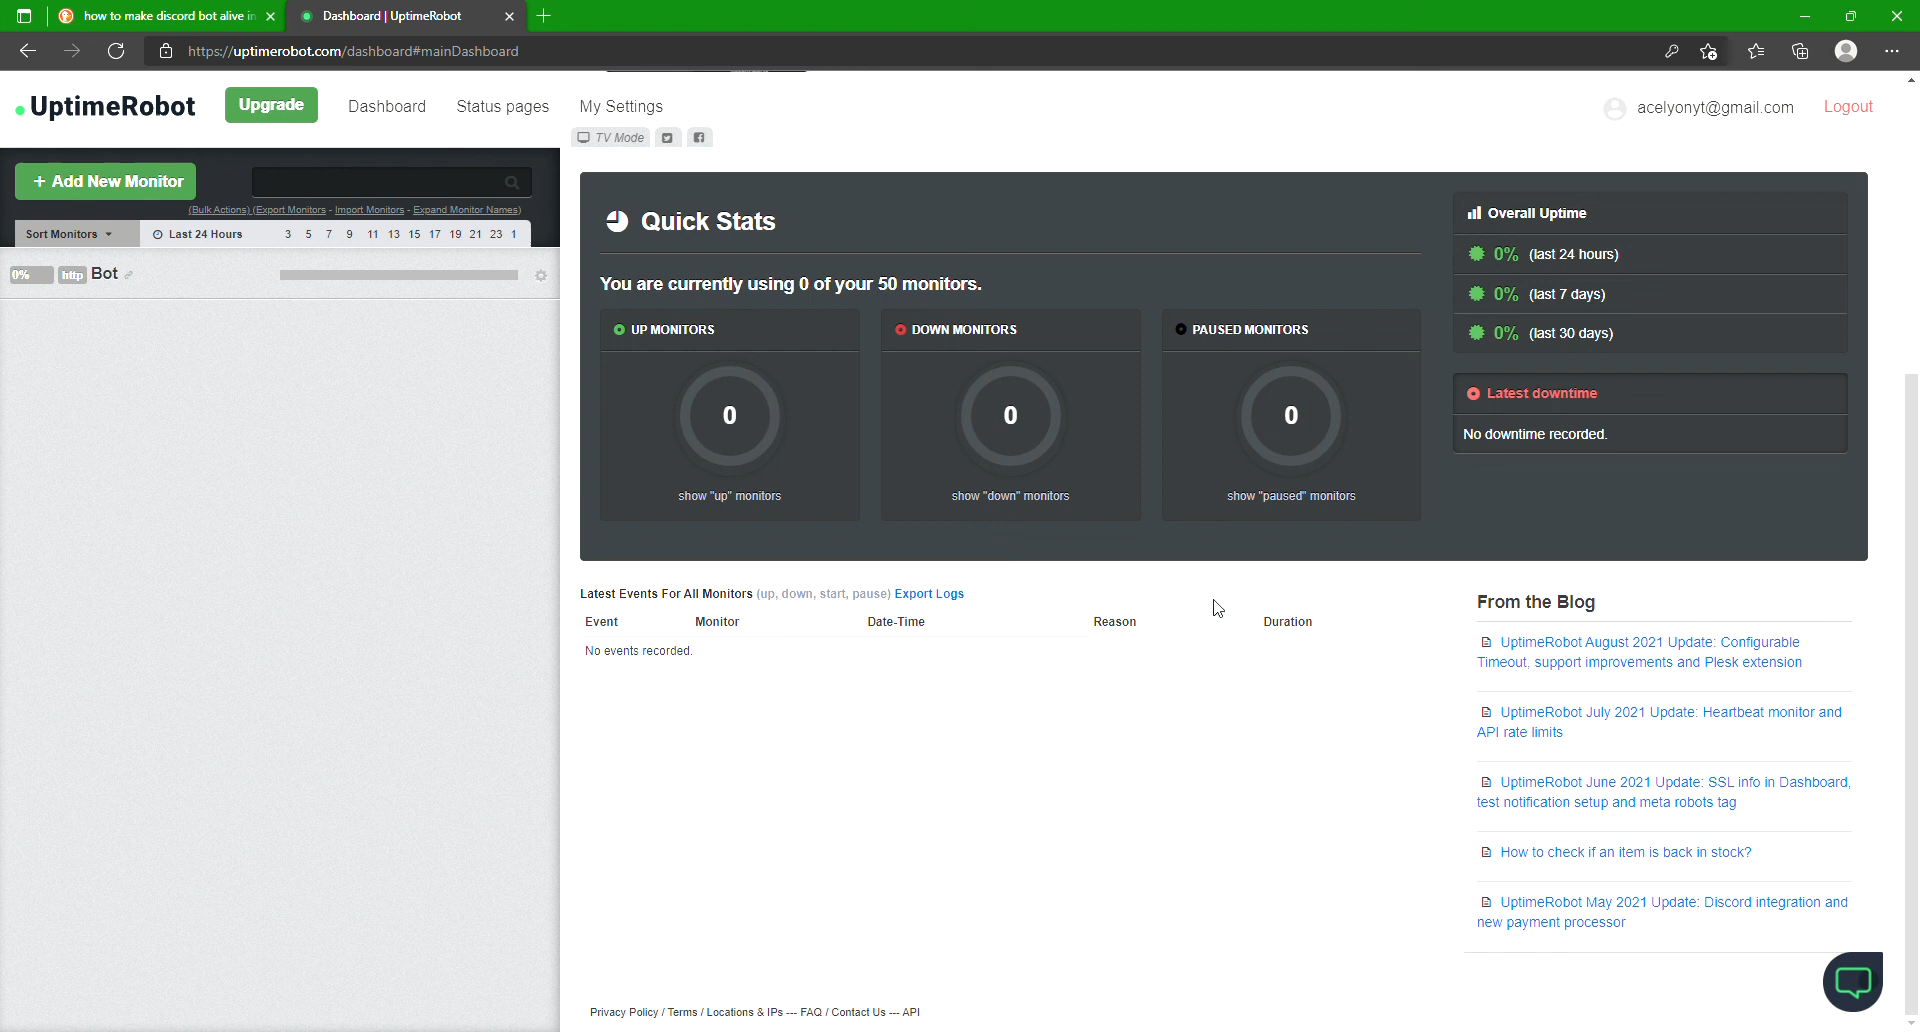 how to make discord bot alive in
Dashboard | UptimeRobot
https://uptimerobot.com/dashboard#mainDashboard
UptimeRobot
Upgrade
Dashboard
Status pages
My Settings
acelyonyt@gmail.com
Logout
TV Mode
+ Add New Monitor
(Bulk Actions) (Export Monitors - Import Monitors - Expand Monitor Names)
Sort Monitors
Last 24 Hours
3 5 7 9 11 13 15 17 19 21 23 1
0% http Bot
Quick Stats
You are currently using 0 of your 50 monitors.
UP MONITORS
0
show "up" monitors
DOWN MONITORS
0
show "down" monitors
PAUSED MONITORS
0
show "paused" monitors
Overall Uptime
0% (last 24 hours)
0% (last 7 days)
0% (last 30 days)
Latest downtime
No downtime recorded.
Latest Events For All Monitors (up, down, start, pause) Export Logs
Event Monitor Date-Time Reason Duration
No events recorded.
From the Blog
UptimeRobot August 2021 Update: Configurable
Timeout, support improvements and Plesk extension
UptimeRobot July 2021 Update: Heartbeat monitor and
API rate limits
UptimeRobot June 2021 Update: SSL info in Dashboard,
test notification setup and meta robots tag
How to check if an item is back in stock?
UptimeRobot May 2021 Update: Discord integration and
new payment processor
Privacy Policy / Terms / Locations & IPs --- FAQ / Contact Us --- API